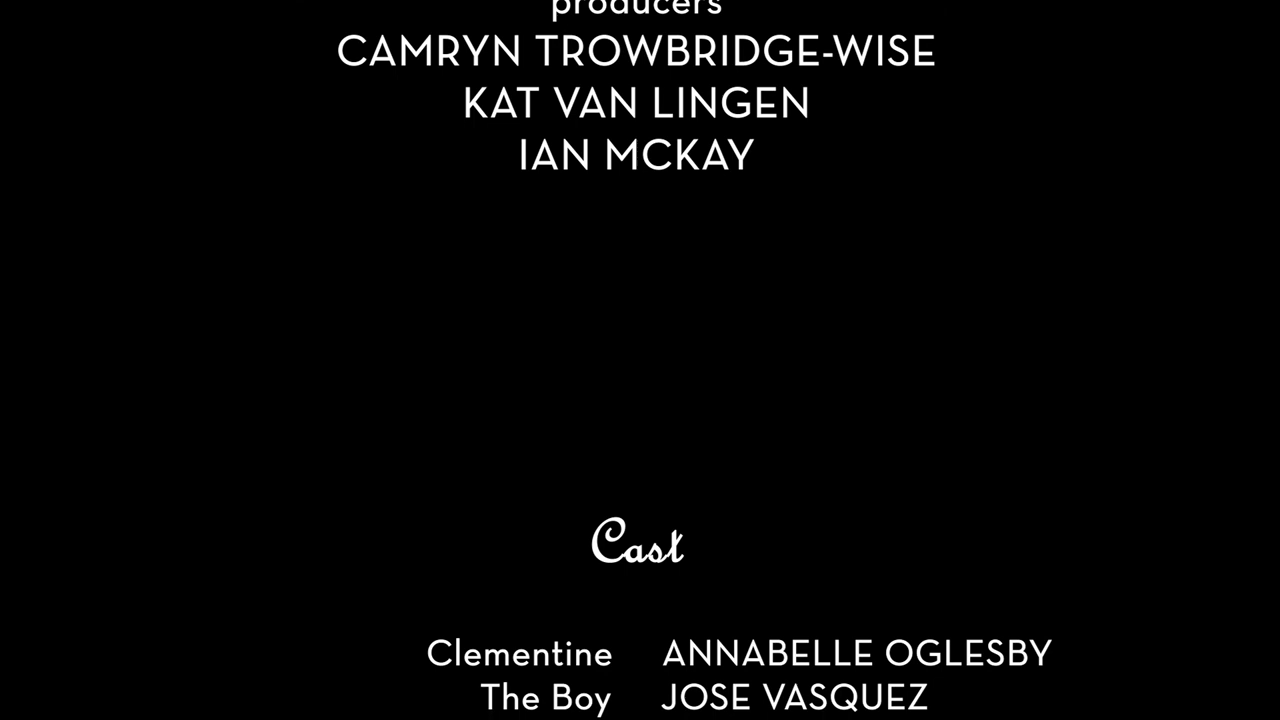 producers
CAMRYN TROWBRIDGE-WISE
KAT VAN LINGEN
IAN MCKAY
Cast
Clementine ANNABELLE OGLESBY
The Boy JOSE VASQUEZ